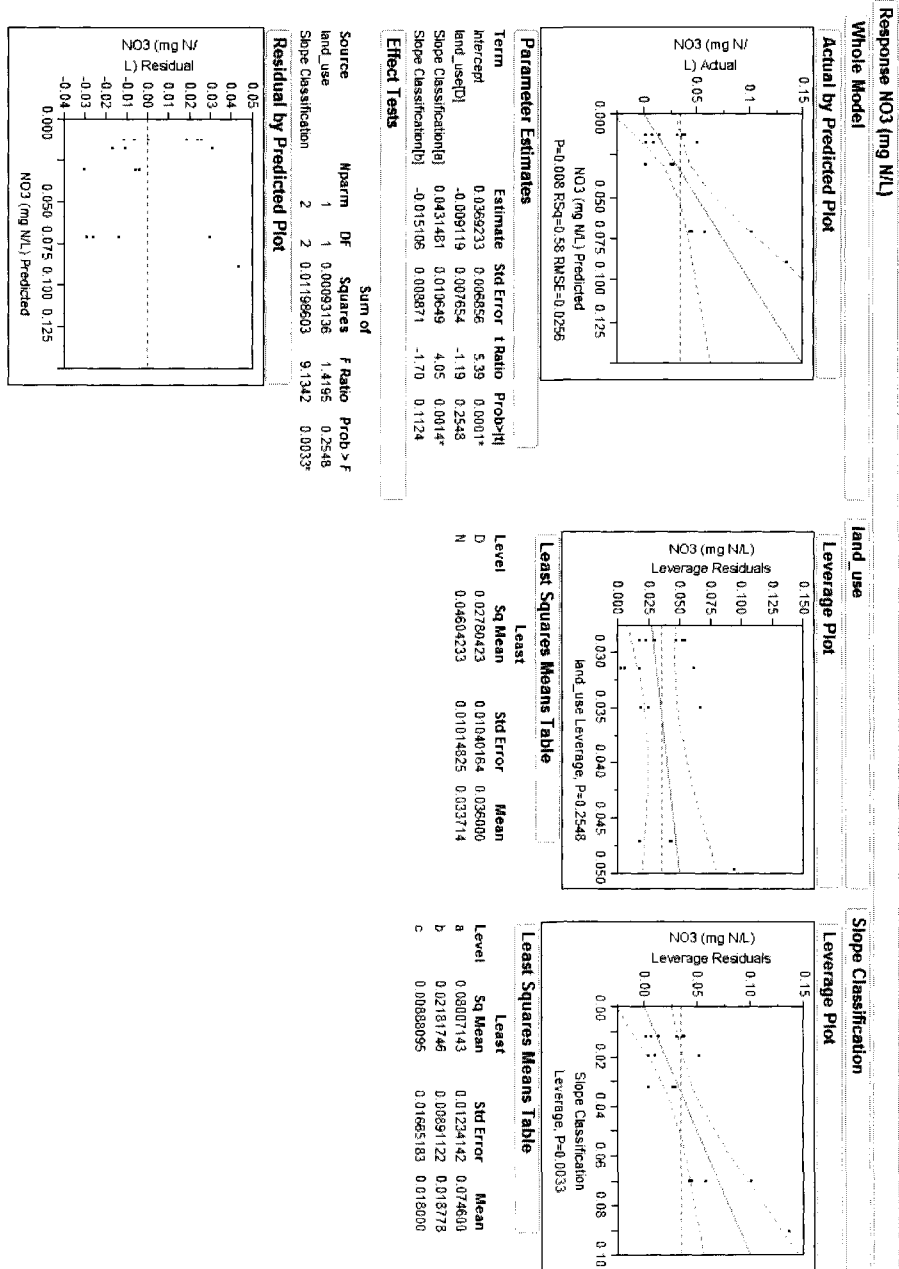 Response NO3 (mg N/L)
Whole Model
Actual by Predicted Plot
NO3 (mg N/
L) Actual
0.15
0.1
0.05
0
0.000 0.050 0.075 0.100 0.125
NO3 (mg N/L) Predicted
P=0.008 RSq=0.58 RMSE=0.0256
Parameter Estimates
Term Estimate Std Error t Ratio Prob>|t|
Intercept 0.0369233 0.006856 5.39 0.0001*
land_use[D] -0.009119 0.007654 -1.19 0.2548
Slope Classification[a] 0.0431481 0.010649 4.05 0.0014*
Slope Classification[b] -0.015106 0.008871 -1.70 0.1124
Effect Tests
Sum of
Source Nparm DF Squares F Ratio Prob > F
land_use 1 1 0.00093136 1.4195 0.2548
Slope Classification 2 2 0.01198603 9.1342 0.0033*
Residual by Predicted Plot
NO3 (mg N/
L) Residual
0.05
0.04
0.03
0.02
0.01
0.00
-0.01
-0.02
-0.03
-0.04
0.000 0.050 0.075 0.100 0.125
NO3 (mg N/L) Predicted
land_use
Leverage Plot
NO3 (mg N/L)
Leverage Residuals
0.150
0.125
0.100
0.075
0.050
0.025
0.000
0.030 0.035 0.040 0.045 0.050
land_use Leverage, P=0.2548
Least Squares Means Table
Least
Level Sq Mean Std Error Mean
D 0.02780423 0.01040164 0.036000
N 0.04604233 0.01014825 0.033714
Slope Classification
Leverage Plot
NO3 (mg N/L)
Leverage Residuals
0.15
0.10
0.05
0.00
0.00 0.02 0.04 0.06 0.08 0.10
Slope Classification
Leverage, P=0.0033
Least Squares Means Table
Least
Level Sq Mean Std Error Mean
a 0.08007143 0.01234142 0.074600
b 0.02181746 0.00891122 0.018778
c 0.00888095 0.01685183 0.018000